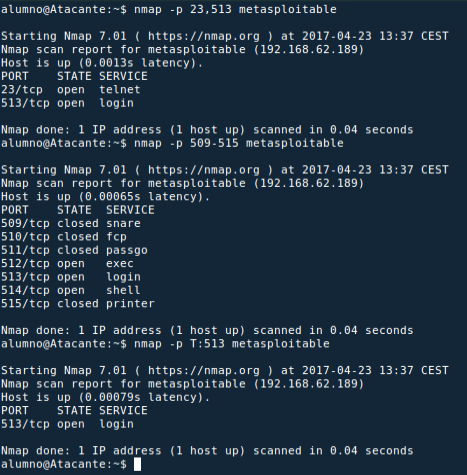 alumno@Atacante:~$ nmap -p 23,513 metasploitable
Starting Nmap 7.01 ( https://nmap.org ) at 2017-04-23 13:37 CEST
Nmap scan report for metasploitable (192.168.62.189)
Host is up (0.0013s latency).
PORT    STATE SERVICE
23/tcp  open  telnet
513/tcp open  login
Nmap done: 1 IP address (1 host up) scanned in 0.04 seconds
alumno@Atacante:~$ nmap -p 509-515 metasploitable
Starting Nmap 7.01 ( https://nmap.org ) at 2017-04-23 13:37 CEST
Nmap scan report for metasploitable (192.168.62.189)
Host is up (0.00065s latency).
PORT    STATE  SERVICE
509/tcp closed snare
510/tcp closed fcp
511/tcp closed passgo
512/tcp open   exec
513/tcp open   login
514/tcp open   shell
515/tcp closed printer
Nmap done: 1 IP address (1 host up) scanned in 0.04 seconds
alumno@Atacante:~$ nmap -p T:513 metasploitable
Starting Nmap 7.01 ( https://nmap.org ) at 2017-04-23 13:37 CEST
Nmap scan report for metasploitable (192.168.62.189)
Host is up (0.00079s latency).
PORT    STATE SERVICE
513/tcp open  login
Nmap done: 1 IP address (1 host up) scanned in 0.04 seconds
alumno@Atacante:~$